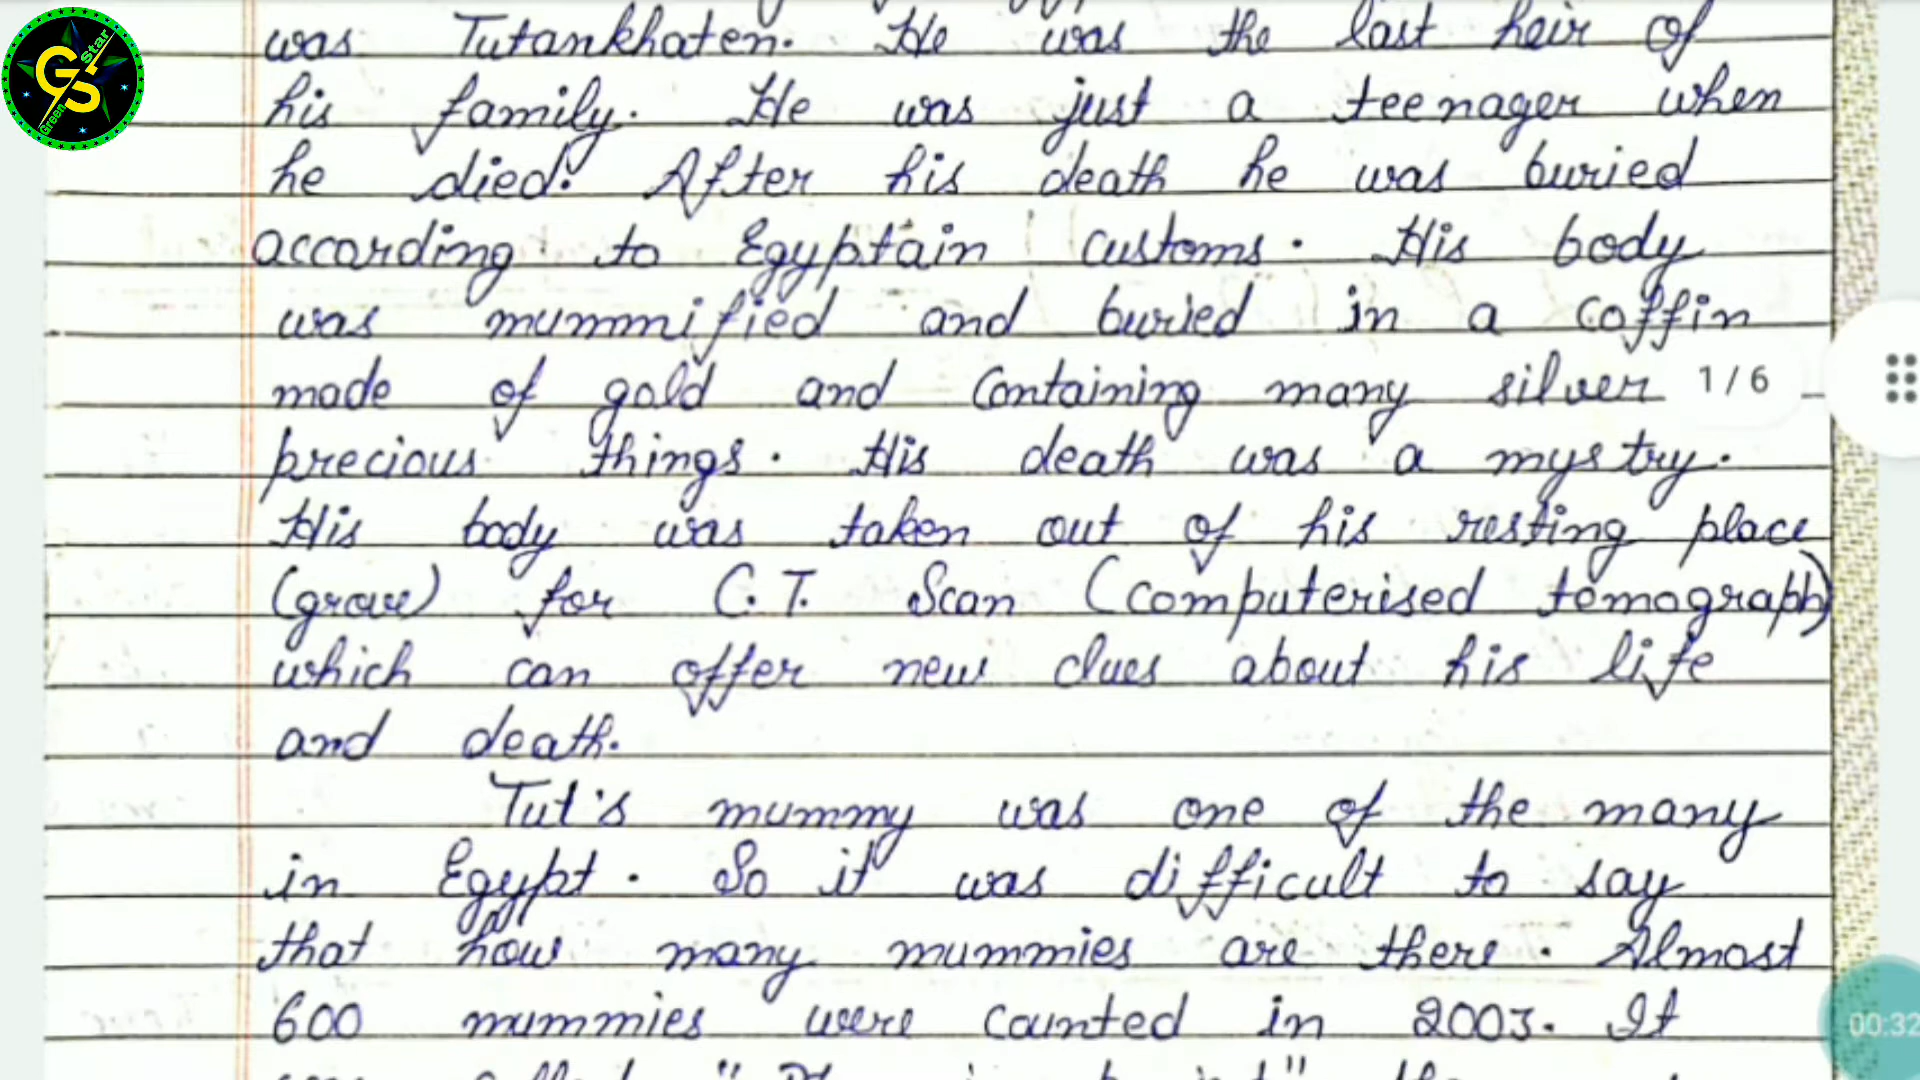 Green Star
GS
was Tutankhaten. He was the last heir of
his family. He was just a teenager when
he died. After his death he was buried
according to Egyptain customs. His body
was mummified and buried in a coffin
made of gold and containing many silver
1/6
precious things. His death was a mystry.
His body was taken out of his resting place
(grave) for C.T. Scan (computerised tomograph)
which can offer new clues about his life
and death.
Tut's mummy was one of the many
in Egypt. So it was difficult to say
that how many mummies are there. Almost
600 mummies were counted in 2003. It
00:32